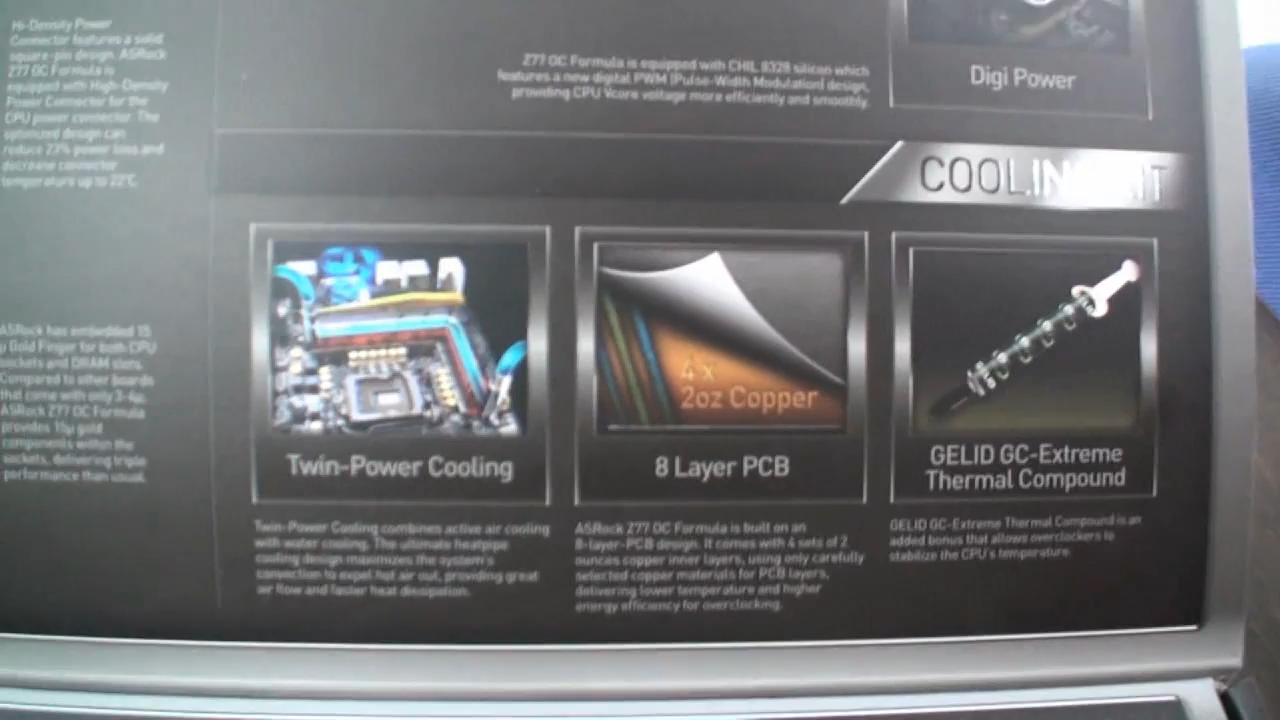 Hi-Density Power
Connector features a solid
square-pin design. ASRock
Z77 OC Formula is
equipped with High-Density
Power Connector for the
CPU power connector. The
optimized design can
reduce 23% power loss and
decrease connector
temperature up to 22°C.
Z77 OC Formula is equipped with CHIL 8328 silicon which
features a new digital PWM (Pulse-Width Modulation) design,
providing CPU Vcore voltage more efficiently and smoothly.
Digi Power
COOLING KIT
ASRock has embedded 15
μ Gold Finger for both CPU
sockets and DRAM slots.
Compared to other boards
that come with only 3-4μ,
ASRock Z77 OC Formula
provides 15μ gold
components within the
sockets, delivering triple
performance than usual.
4 x
2oz Copper
Twin-Power Cooling
8 Layer PCB
GELID GC-Extreme
Thermal Compound
Twin-Power Cooling combines active air cooling
with water cooling. The ultimate heatpipe
cooling design maximizes the system's
convection to expel hot air out, providing great
air flow and faster heat dissipation.
ASRock Z77 OC Formula is built on an
8-layer-PCB design. It comes with 4 sets of 2
ounces copper inner layers, using only carefully
selected copper materials for PCB layers,
delivering lower temperature and higher
energy efficiency for overclocking.
GELID GC-Extreme Thermal Compound is an
added bonus that allows overclockers to
stabilize the CPU's temperature.